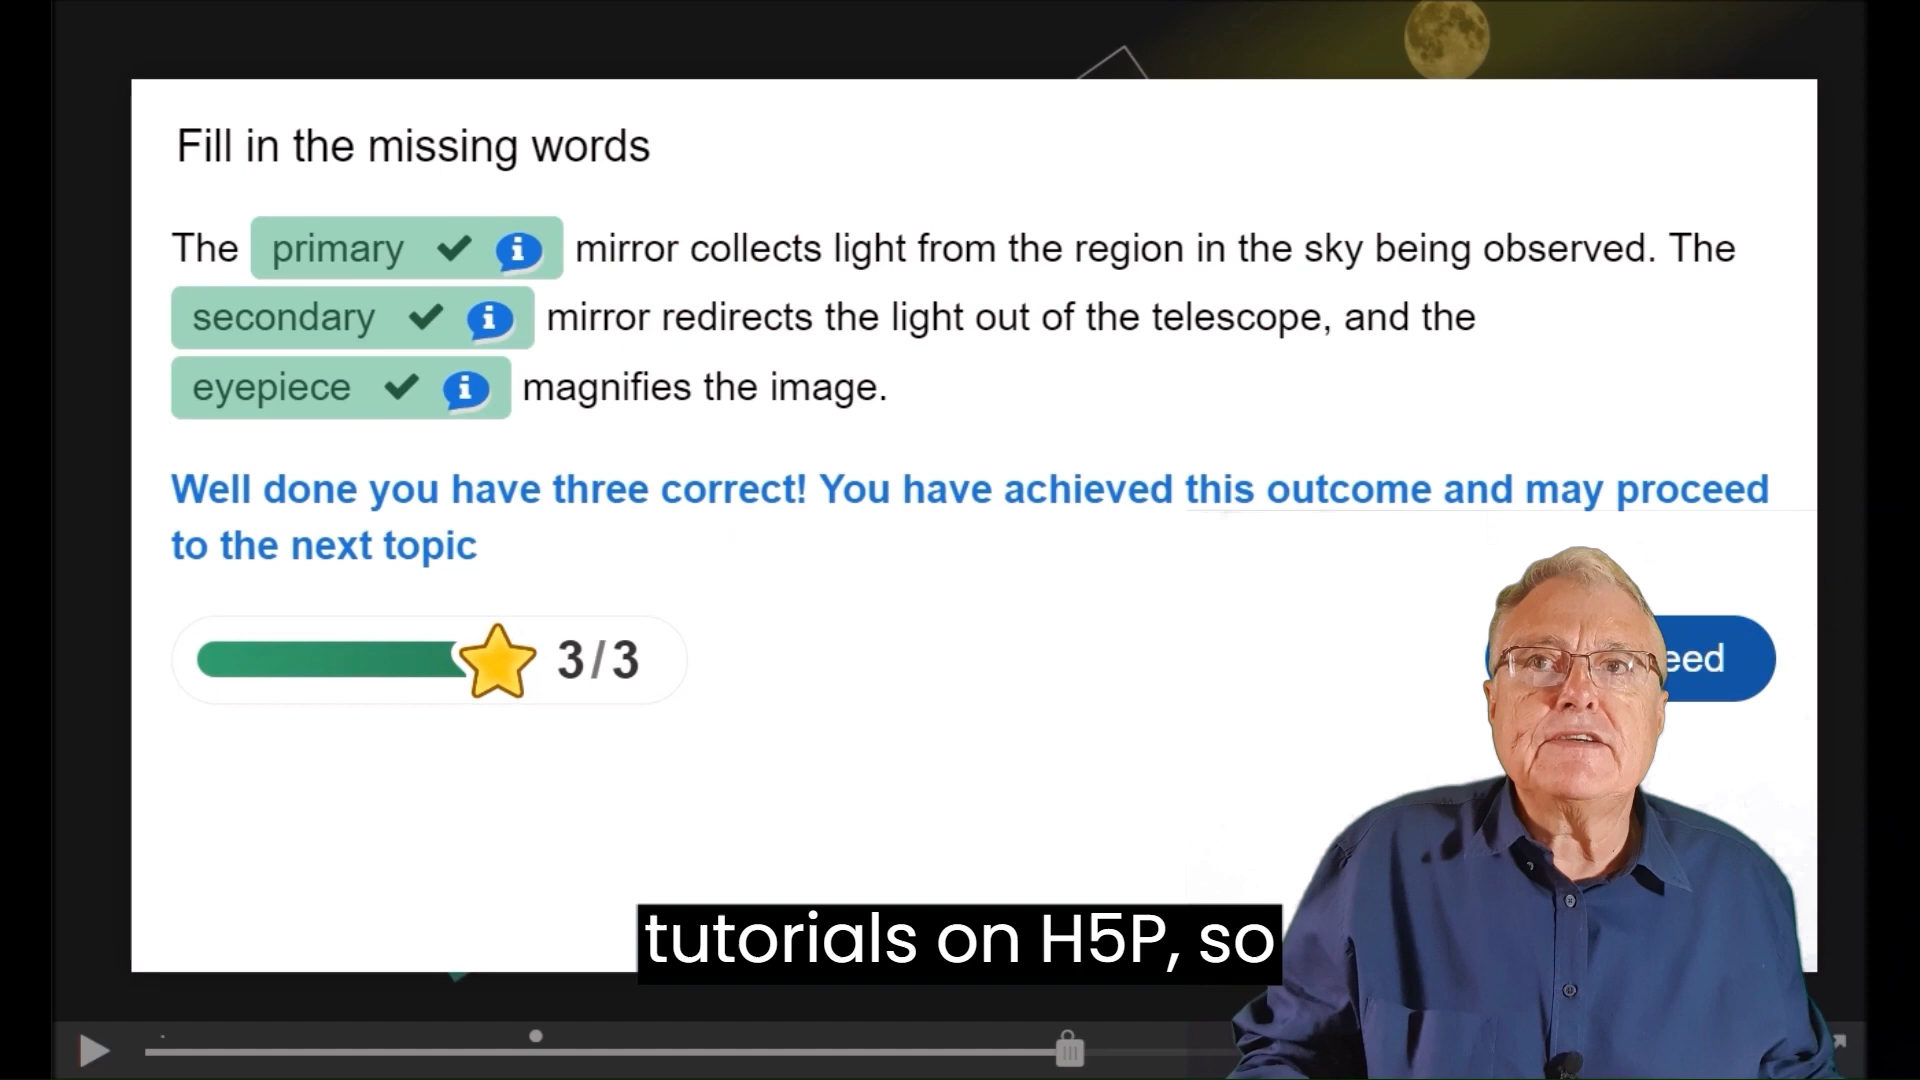 Fill in the missing words
The primary mirror collects light from the region in the sky being observed. The
secondary mirror redirects the light out of the telescope, and the
eyepiece magnifies the image.
Well done you have three correct! You have achieved this outcome and may proceed
to the next topic
3/3
eed
tutorials on H5P, so